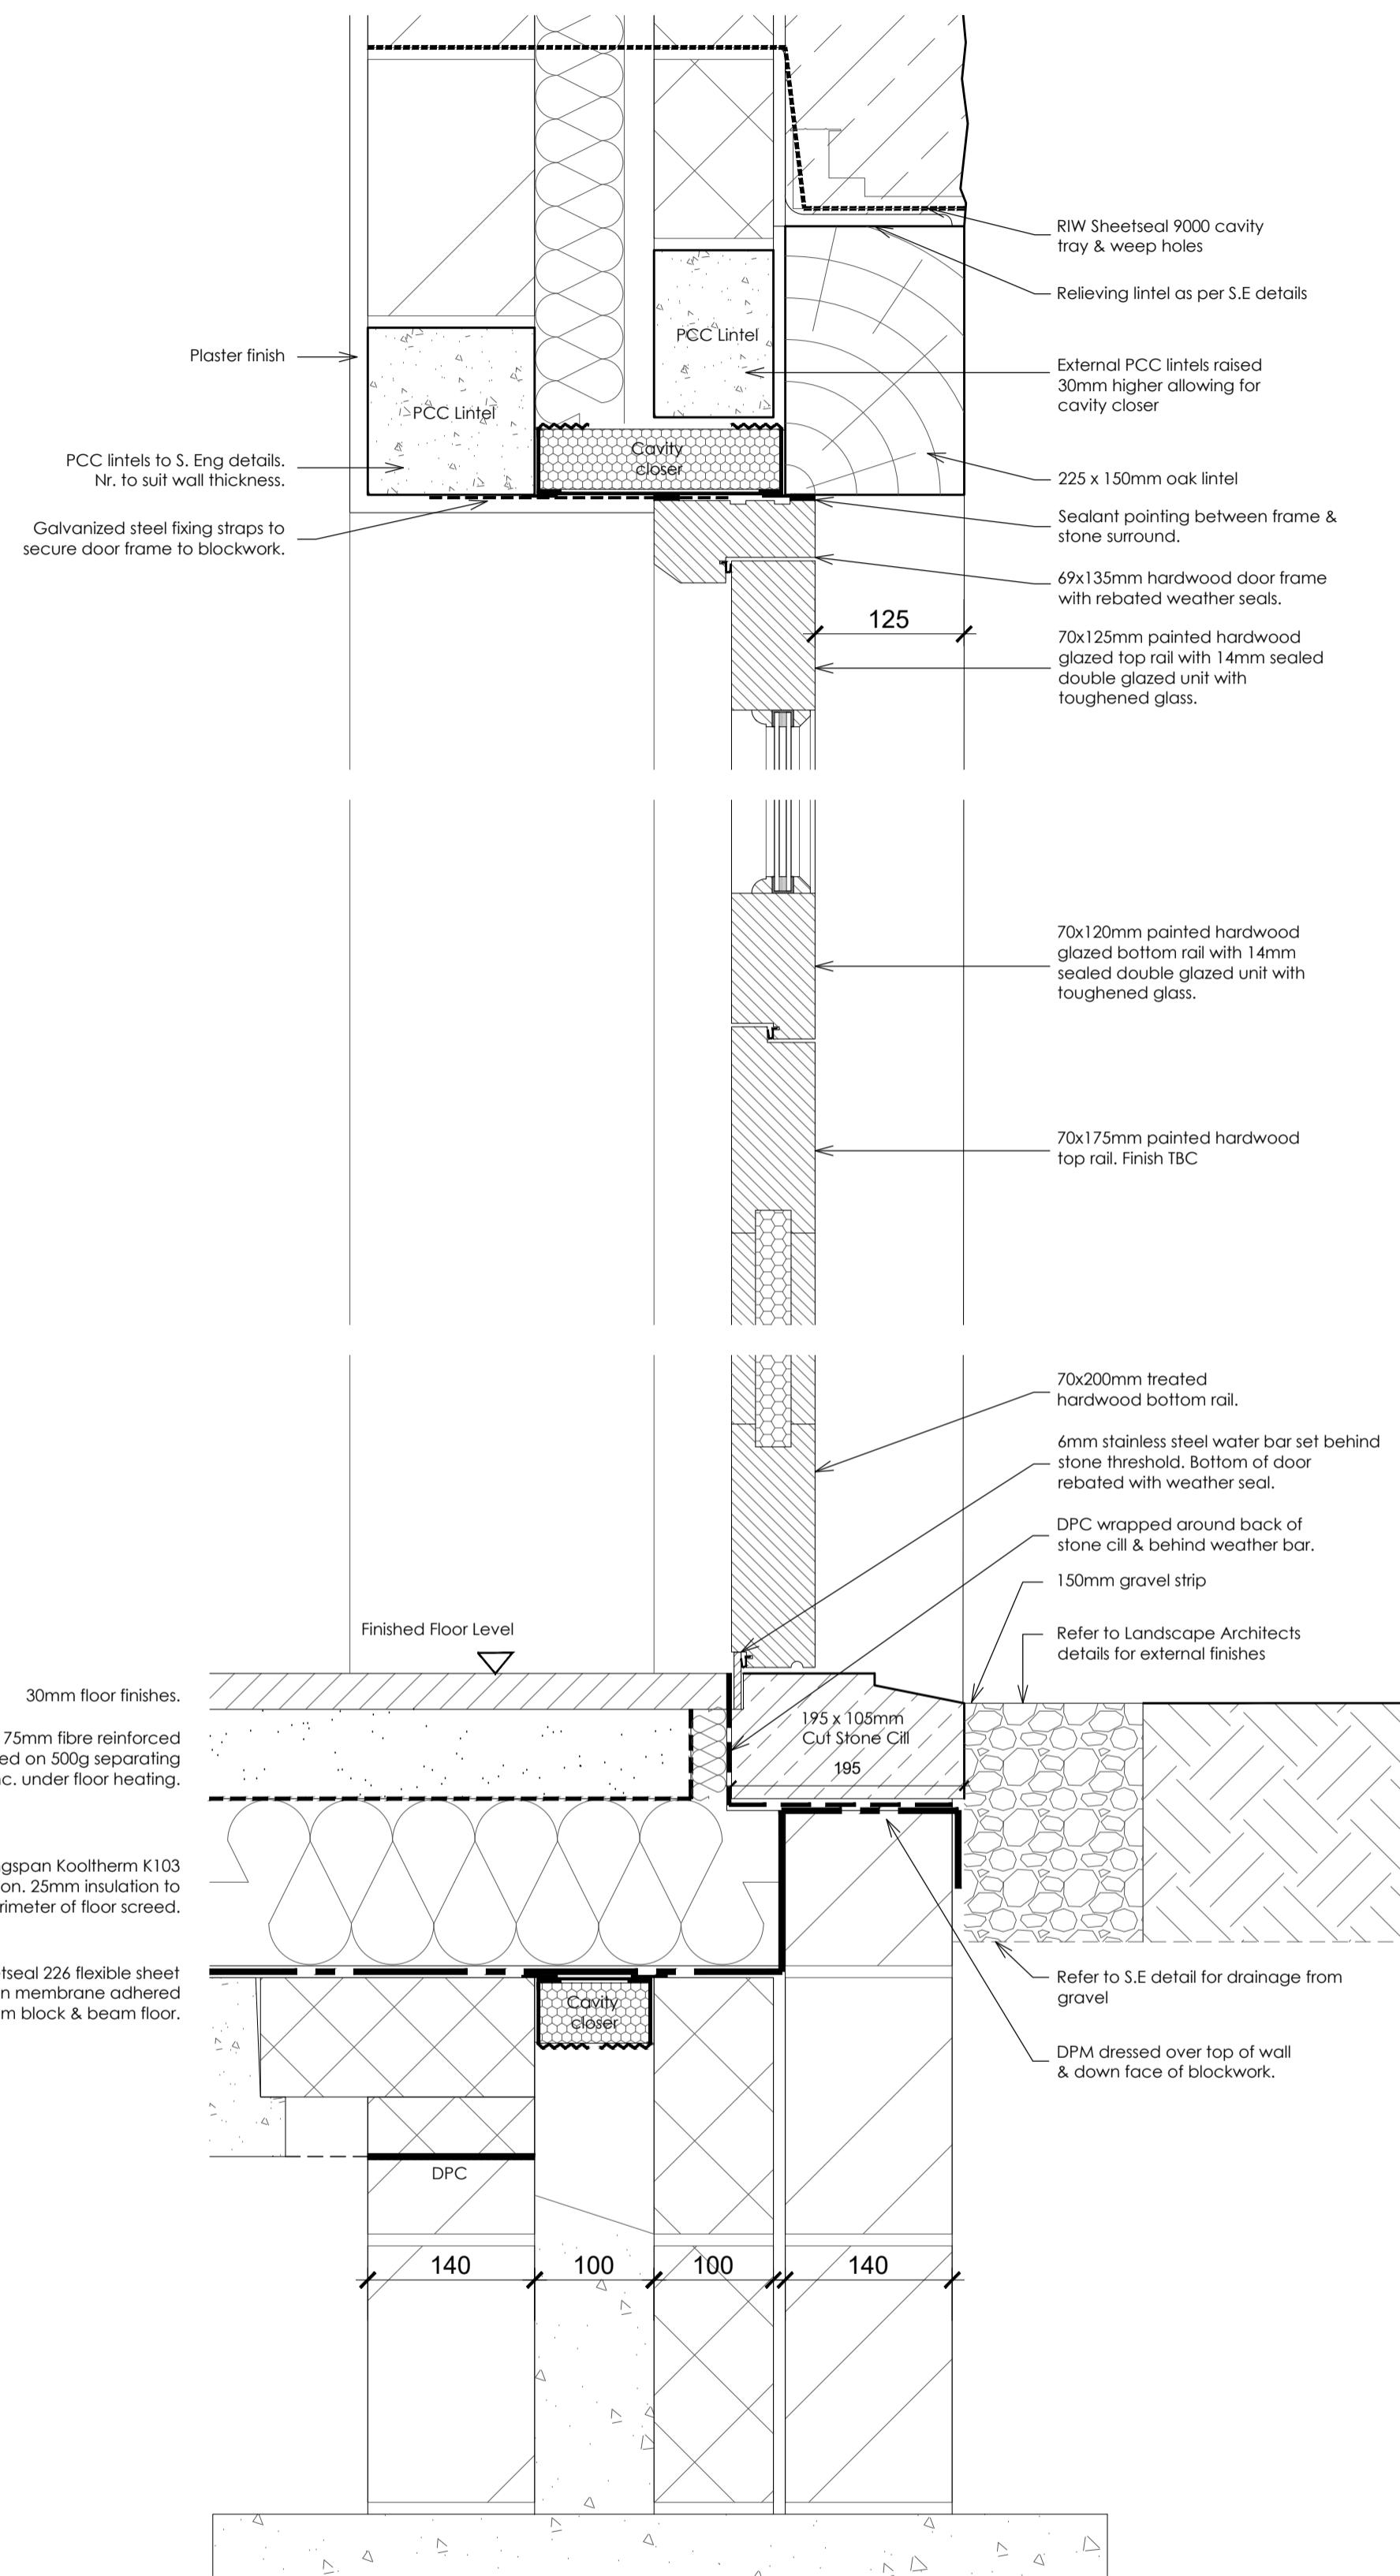 RIW Sheetseal 9000 cavity
tray & weep holes
Relieving lintel as per S.E details
PCC Lintel
Plaster finish
External PCC lintels raised
30mm higher allowing for
cavity closer
PCC Lintel
Cavity
closer
PCC lintels to S. Eng details.
Nr. to suit wall thickness.
225 x 150mm oak lintel
Galvanized steel fixing straps to
secure door frame to blockwork.
Sealant pointing between frame &
stone surround.
69x135mm hardwood door frame
with rebated weather seals.
125
70x125mm painted hardwood
glazed top rail with 14mm sealed
double glazed unit with
toughened glass.
70x120mm painted hardwood
glazed bottom rail with 14mm
sealed double glazed unit with
toughened glass.
70x175mm painted hardwood
top rail. Finish TBC
70x200mm treated
hardwood bottom rail.
6mm stainless steel water bar set behind
stone threshold. Bottom of door
rebated with weather seal.
DPC wrapped around back of
stone cill & behind weather bar.
150mm gravel strip
Finished Floor Level
Refer to Landscape Architects
details for external finishes
30mm floor finishes.
195 x 105mm
Cut Stone Cill
195
75mm fibre reinforced
ed on 500g separating
nc. under floor heating.
gspan Kooltherm K103
on. 25mm insulation to
rimeter of floor screed.
tseal 226 flexible sheet
n membrane adhered
m block & beam floor.
Cavity
closer
Refer to S.E detail for drainage from
gravel
DPM dressed over top of wall
& down face of blockwork.
DPC
140
100
100
140